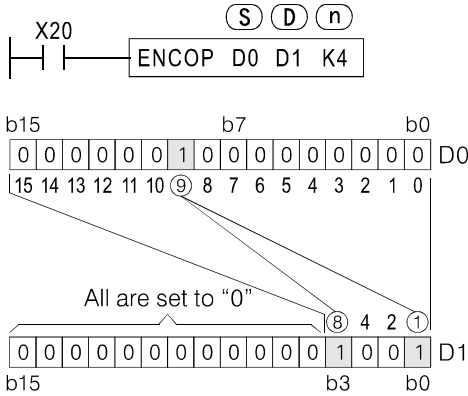 S D n
X20
ENCOP D0 D1 K4
b15 b7 b0
0 0 0 0 0 0 1 0 0 0 0 0 0 0 0 0 D0
15 14 13 12 11 10 9 8 7 6 5 4 3 2 1 0
All are set to “0” 8 4 2 1
0 0 0 0 0 0 0 0 0 0 0 0 1 0 0 1 D1
b15 b3 b0